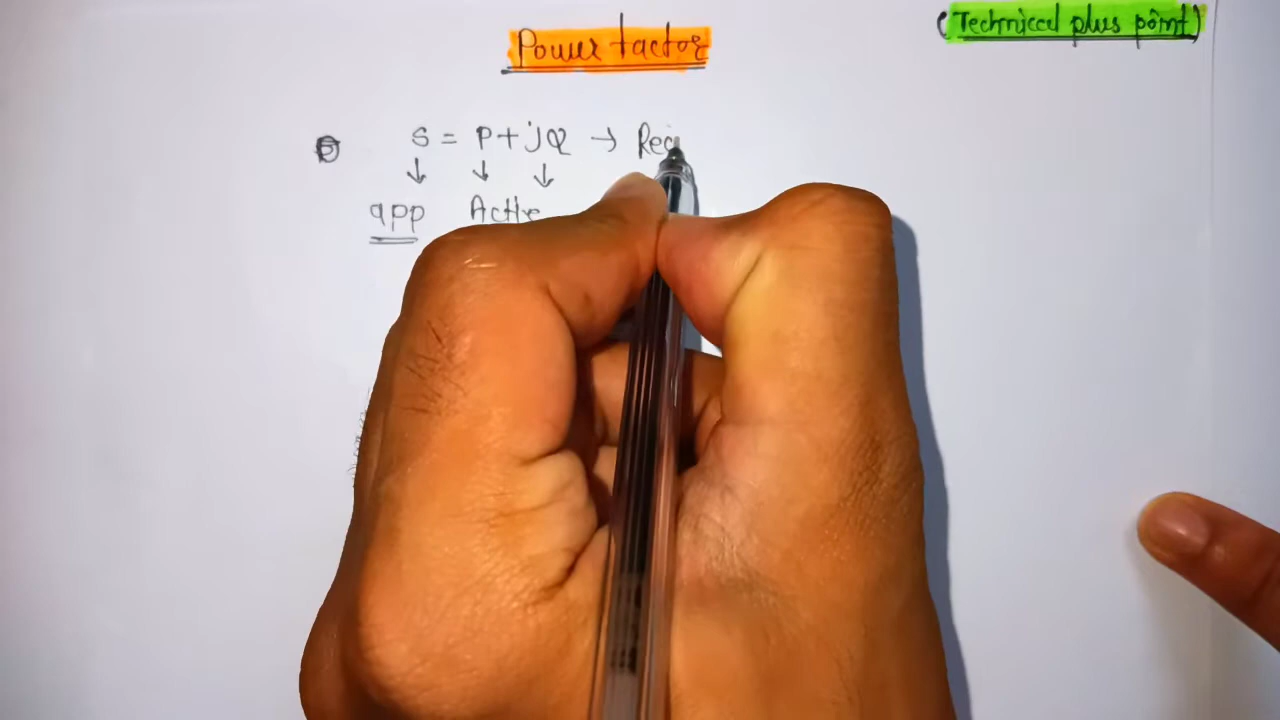 Power factor
(Technical plus point)
S = P + jQ → Rec
↓ ↓ ↓
app Active